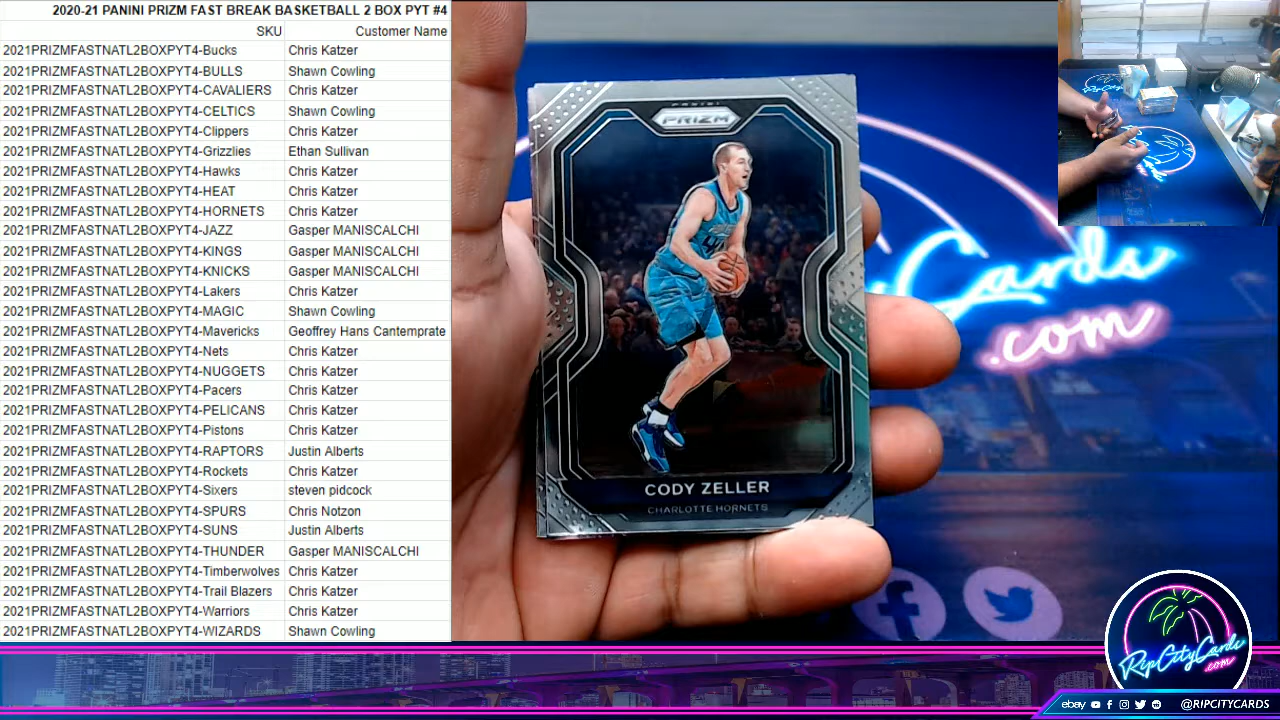 2020-21 PANINI PRIZM FAST BREAK BASKETBALL 2 BOX PYT #4
SKU Customer Name
2021PRIZMFASTNATL2BOXPYT4-Bucks Chris Katzer
2021PRIZMFASTNATL2BOXPYT4-BULLS Shawn Cowling
2021PRIZMFASTNATL2BOXPYT4-CAVALIERS Chris Katzer
2021PRIZMFASTNATL2BOXPYT4-CELTICS Shawn Cowling
2021PRIZMFASTNATL2BOXPYT4-Clippers Chris Katzer
2021PRIZMFASTNATL2BOXPYT4-Grizzlies Ethan Sullivan
2021PRIZMFASTNATL2BOXPYT4-Hawks Chris Katzer
2021PRIZMFASTNATL2BOXPYT4-HEAT Chris Katzer
2021PRIZMFASTNATL2BOXPYT4-HORNETS Chris Katzer
2021PRIZMFASTNATL2BOXPYT4-JAZZ Gasper MANISCALCHI
2021PRIZMFASTNATL2BOXPYT4-KINGS Gasper MANISCALCHI
2021PRIZMFASTNATL2BOXPYT4-KNICKS Gasper MANISCALCHI
2021PRIZMFASTNATL2BOXPYT4-Lakers Chris Katzer
2021PRIZMFASTNATL2BOXPYT4-MAGIC Shawn Cowling
2021PRIZMFASTNATL2BOXPYT4-Mavericks Geoffrey Hans Cantemprate
2021PRIZMFASTNATL2BOXPYT4-Nets Chris Katzer
2021PRIZMFASTNATL2BOXPYT4-NUGGETS Chris Katzer
2021PRIZMFASTNATL2BOXPYT4-Pacers Chris Katzer
2021PRIZMFASTNATL2BOXPYT4-PELICANS Chris Katzer
2021PRIZMFASTNATL2BOXPYT4-Pistons Chris Katzer
2021PRIZMFASTNATL2BOXPYT4-RAPTORS Justin Alberts
2021PRIZMFASTNATL2BOXPYT4-Rockets Chris Katzer
2021PRIZMFASTNATL2BOXPYT4-Sixers steven pidcock
2021PRIZMFASTNATL2BOXPYT4-SPURS Chris Notzon
2021PRIZMFASTNATL2BOXPYT4-SUNS Justin Alberts
2021PRIZMFASTNATL2BOXPYT4-THUNDER Gasper MANISCALCHI
2021PRIZMFASTNATL2BOXPYT4-Timberwolves Chris Katzer
2021PRIZMFASTNATL2BOXPYT4-Trail Blazers Chris Katzer
2021PRIZMFASTNATL2BOXPYT4-Warriors Chris Katzer
2021PRIZMFASTNATL2BOXPYT4-WIZARDS Shawn Cowling
PANINI
PRIZM
CODY ZELLER
CHARLOTTE HORNETS
Cards
.com
RipCityCards
.com
ebay @RIPCITYCARDS